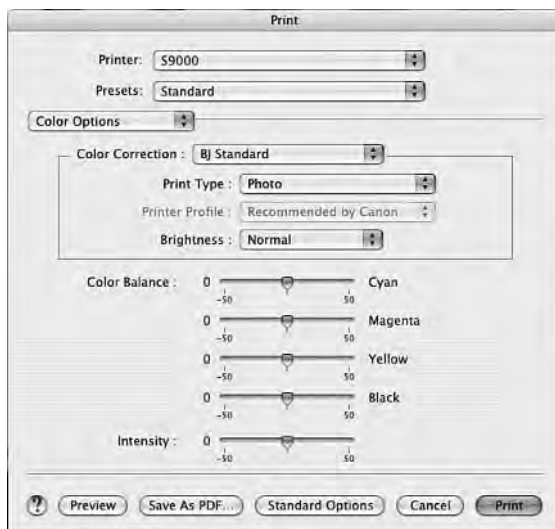 Print
Printer: S9000
Presets: Standard
Color Options
Color Correction : BJ Standard
Print Type : Photo
Printer Profile : Recommended by Canon
Brightness : Normal
Color Balance : 0 Cyan
-50 50
0 Magenta
-50 50
0 Yellow
-50 50
0 Black
-50 50
Intensity : 0
-50 50
? Preview Save As PDF... Standard Options Cancel Print